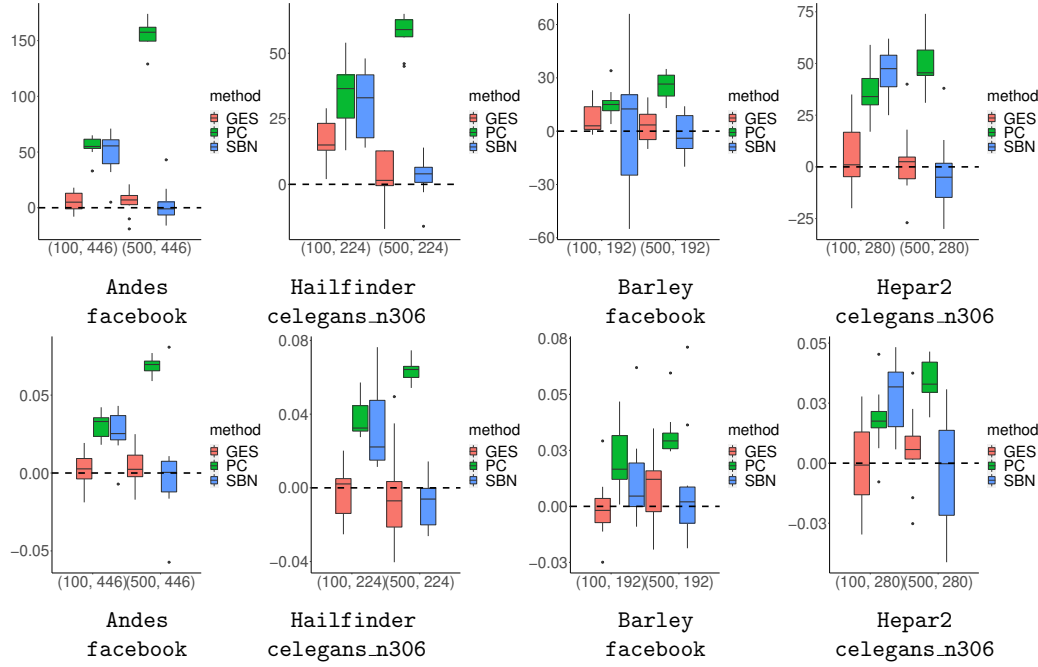 150
100
50
0
method
GES
PC
SBN
(100, 446)
(500, 446)
Andes
facebook
50
25
0
method
GES
PC
SBN
(100, 224)
(500, 224)
Hailfinder
celegans_n306
60
30
0
−30
−60
method
GES
PC
SBN
(100, 192)
(500, 192)
Barley
facebook
75
50
25
0
−25
method
GES
PC
SBN
(100, 280)
(500, 280)
Hepar2
celegans_n306
0.05
0.00
−0.05
method
GES
PC
SBN
(100, 446)
(500, 446)
Andes
facebook
0.08
0.04
0.00
−0.04
method
GES
PC
SBN
(100, 224)
(500, 224)
Hailfinder
celegans_n306
0.08
0.06
0.03
0.00
−0.03
method
GES
PC
SBN
(100, 192)
(500, 192)
Barley
facebook
0.05
0.03
0.00
−0.03
method
GES
PC
SBN
(100, 280)
(500, 280)
Hepar2
celegans_n306